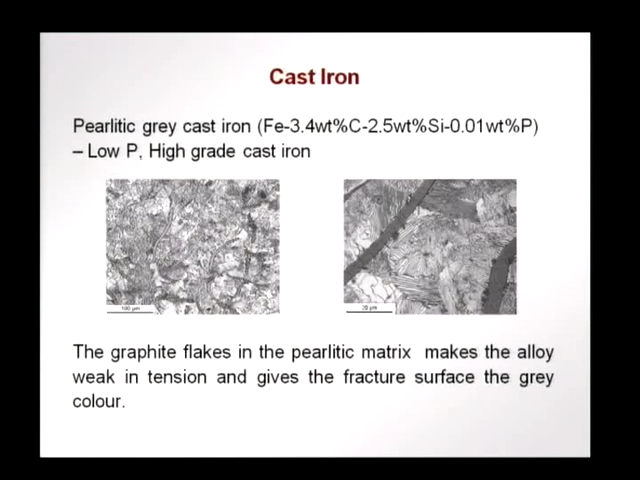 Cast Iron
Pearlitic grey cast iron (Fe-3.4wt%C-2.5wt%Si-0.01wt%P)
– Low P, High grade cast iron
100 μm
20 μm
The graphite flakes in the pearlitic matrix makes the alloy
weak in tension and gives the fracture surface the grey
colour.